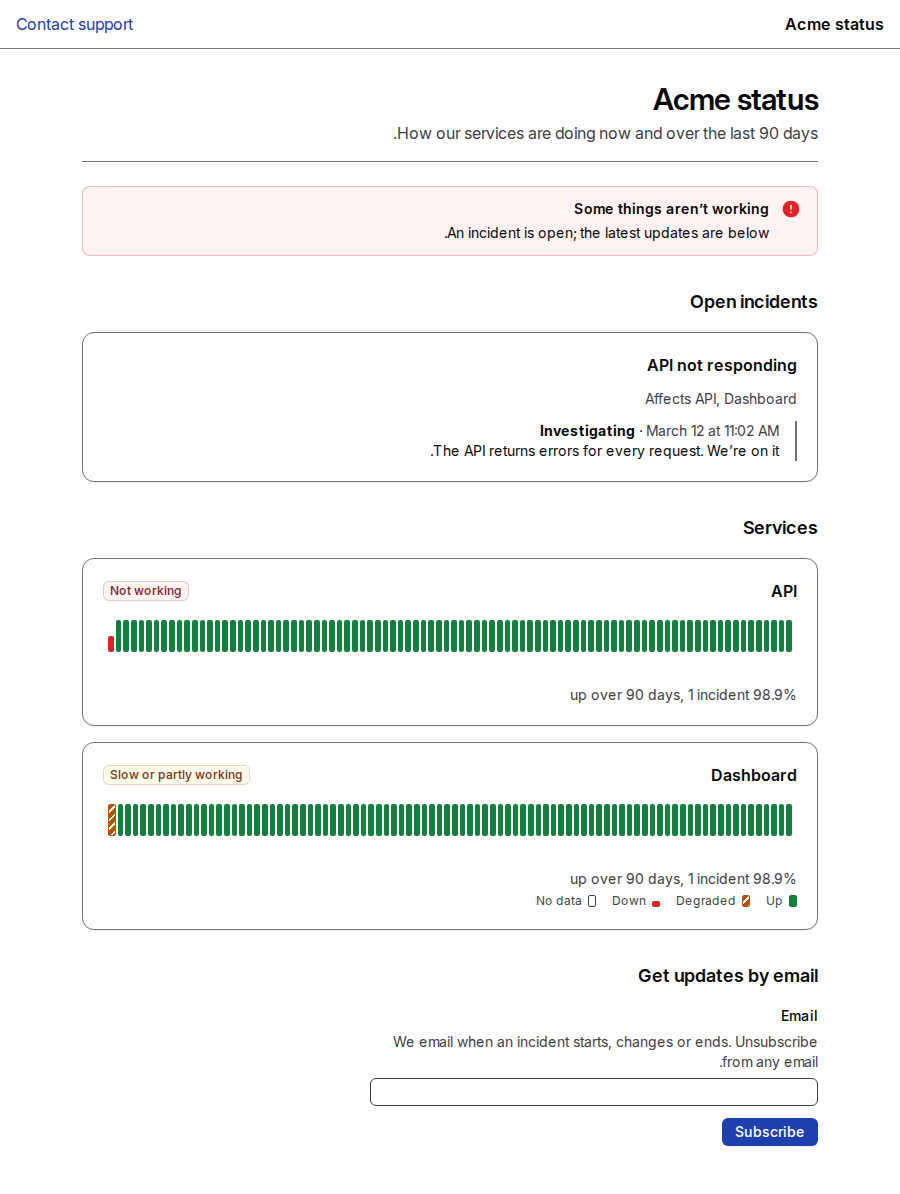 Acme status
Contact support
Acme status
How our services are doing now and over the last 90 days.
Some things aren’t working
An incident is open; the latest updates are below.
Open incidents
API not responding
Affects API, Dashboard
Investigating · March 12 at 11:02 AM
The API returns errors for every request. We’re on it.
Services
API
Not working
98.9% up over 90 days, 1 incident
Dashboard
Slow or partly working
98.9% up over 90 days, 1 incident
Up
Degraded
Down
No data
Get updates by email
Email
We email when an incident starts, changes or ends. Unsubscribe
from any email.
Subscribe